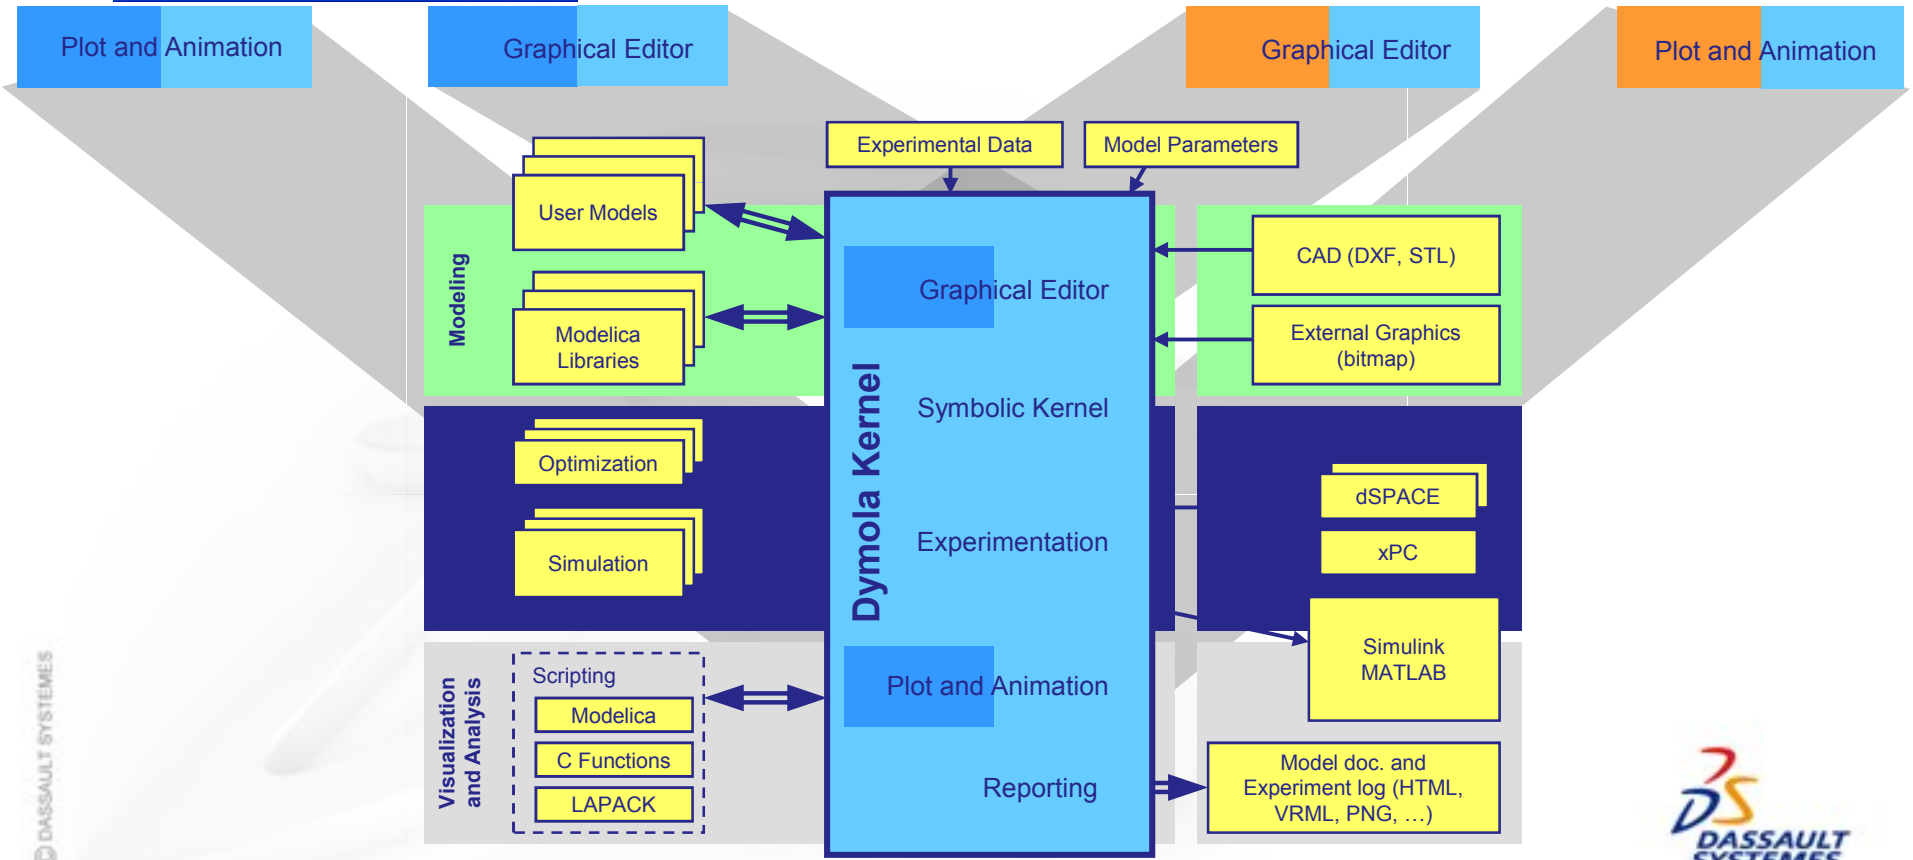 Plot and Animation
Graphical Editor
Graphical Editor
Plot and Animation
Experimental Data
Model Parameters
User Models
Modeling
Modelica
Libraries
CAD (DXF, STL)
External Graphics
(bitmap)
Dymola Kernel
Graphical Editor
Symbolic Kernel
Experimentation
Plot and Animation
Reporting
Optimization
Simulation
dSPACE
xPC
Simulink
MATLAB
Visualization
and Analysis
Scripting
Modelica
C Functions
LAPACK
Model doc. and
Experiment log (HTML,
VRML, PNG, …)
© DASSAULT SYSTEMES
DASSAULT
SYSTEMES